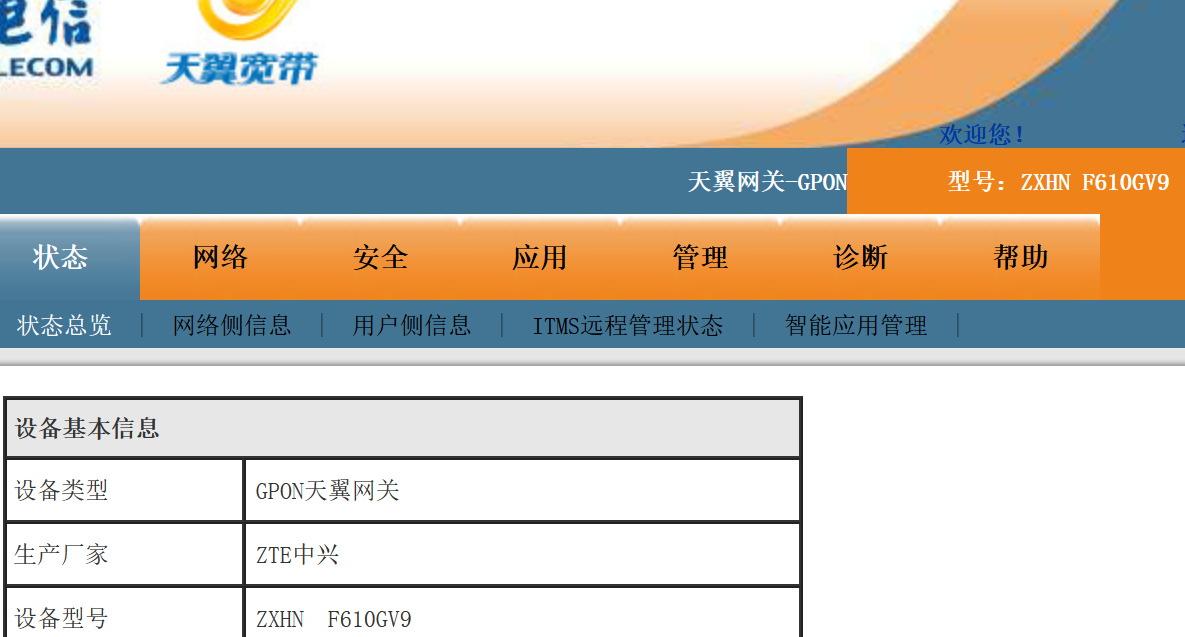 电信
LECOM
天翼宽带
欢迎您!
天翼网关-GPON 型号: ZXHN F610GV9
状态 网络 安全 应用 管理 诊断 帮助
状态总览 网络侧信息 用户侧信息 ITMS远程管理状态 智能应用管理
设备基本信息
设备类型 GPON天翼网关
生产厂家 ZTE中兴
设备型号 ZXHN F610GV9